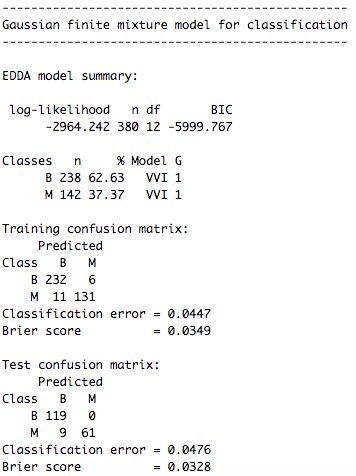 ------------------------------------------------
Gaussian finite mixture model for classification
------------------------------------------------
EDDA model summary:
log-likelihood n df BIC
-2964.242 380 12 -5999.767
Classes n % Model G
B 238 62.63 VVI 1
M 142 37.37 VVI 1
Training confusion matrix:
Predicted
Class B M
B 232 6
M 11 131
Classification error = 0.0447
Brier score = 0.0349
Test confusion matrix:
Predicted
Class B M
B 119 0
M 9 61
Classification error = 0.0476
Brier score = 0.0328